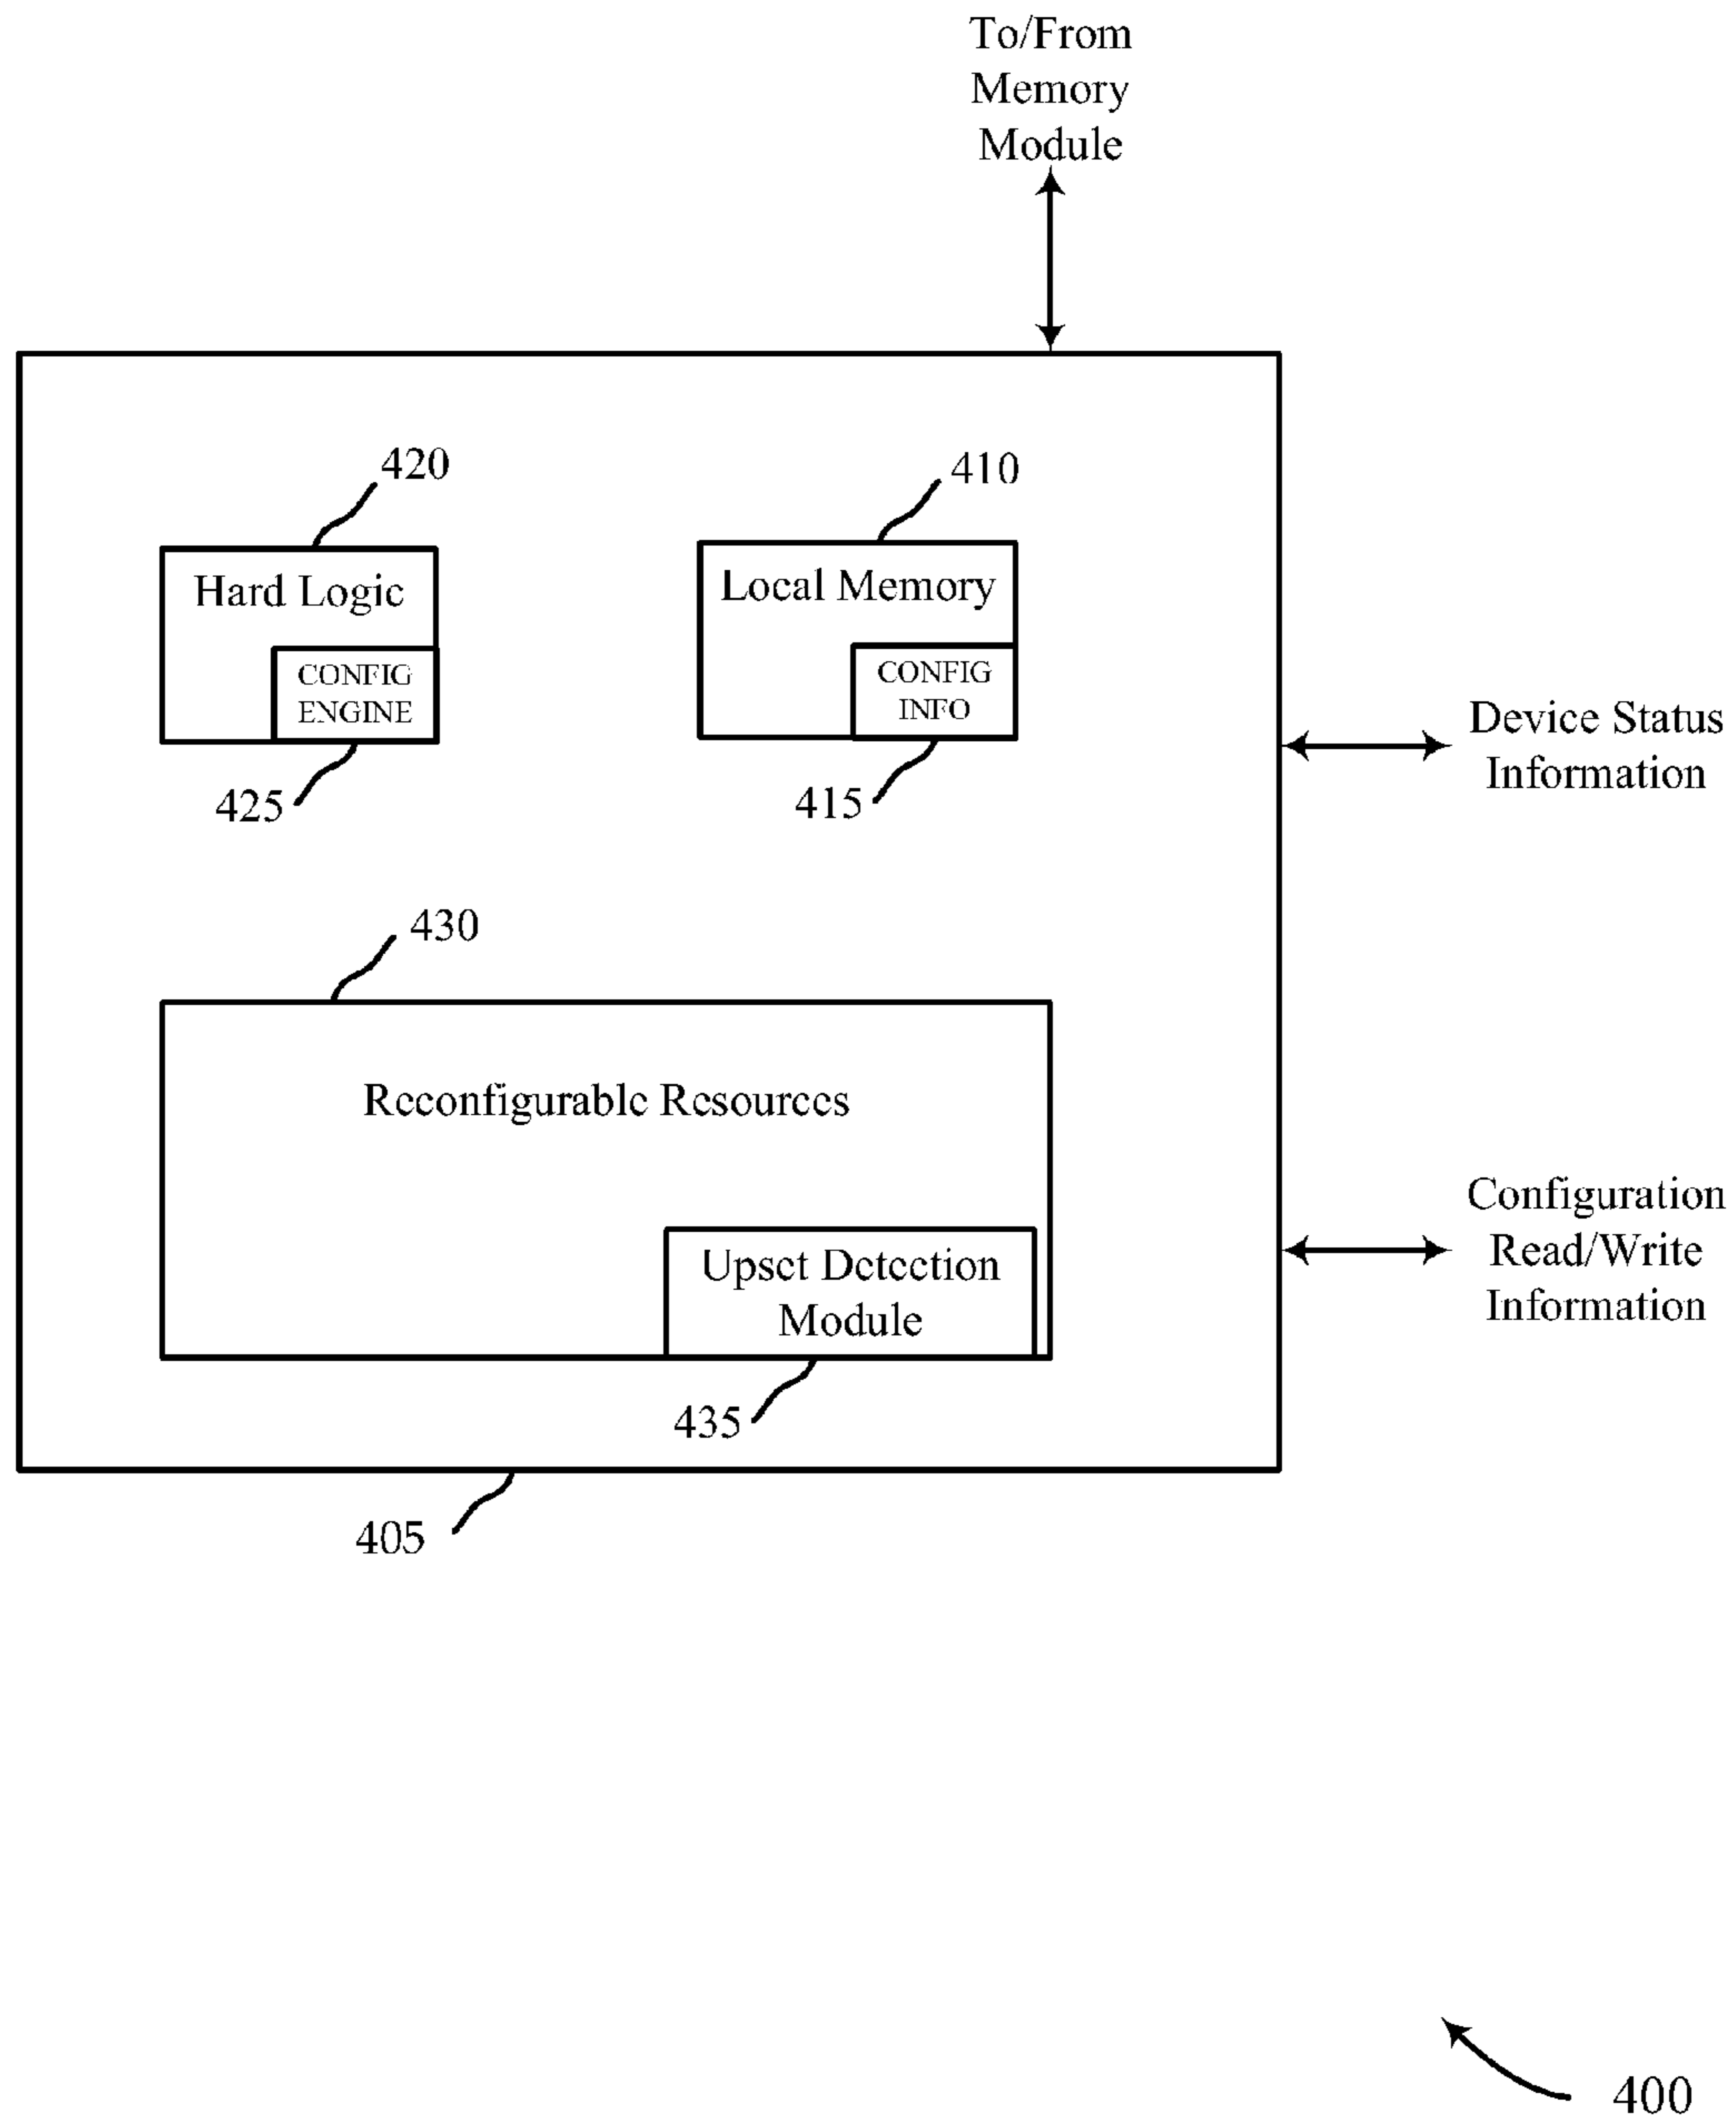 To/From
Memory
Module
420
410
Hard Logic
CONFIG
ENGINE
Local Memory
CONFIG
INFO
425
415
Device Status
Information
430
Reconfigurable Resources
Configuration
Read/Write
Information
Upset Detection
Module
435
405
400